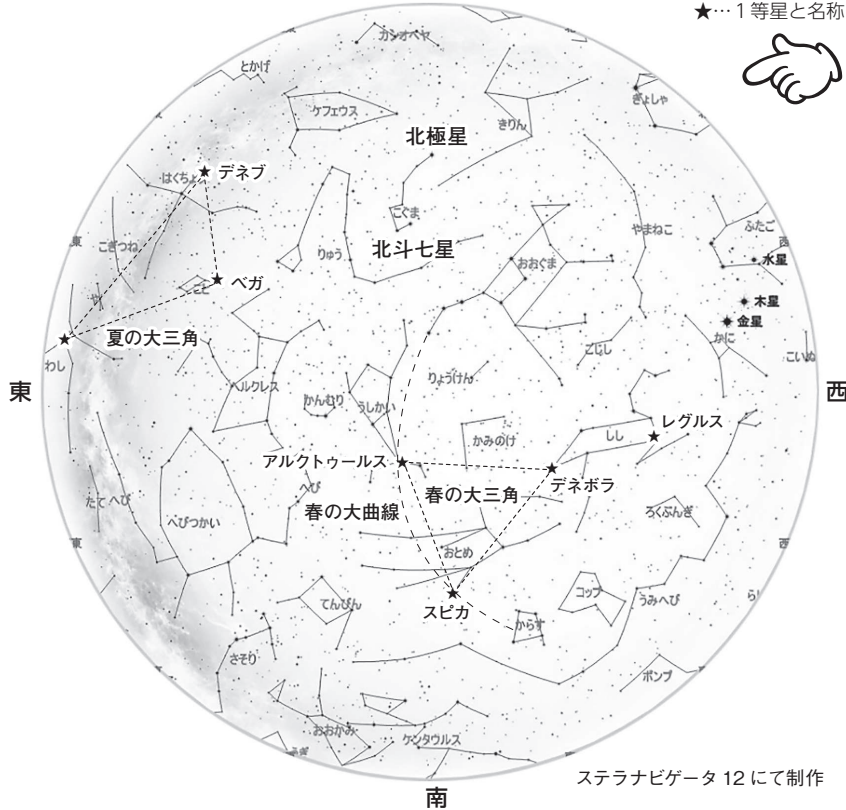 ★…1等星と名称
カシオペヤ
とかげ
ケフェウス
ぎょしゃ
きりん
北極星
はくちょ
デネブ
こぐま
ふたご
やまねこ
東
こぎつね
りゅう
北斗七星
西
水星
おおぐま
こと
ベガ
や
木星
金星
夏の大三角
かに
こじし
こいぬ
わし
りょうけん
ヘルクレス
かんむり
うしかい
東
西
レグルス
しし
かみのけ
アルクトゥールス
デネボラ
春の大三角
へび
たて
へび
春の大曲線
ろくぶんぎ
へびつかい
東
西
おとめ
コップ
うみへび
てんびん
スピカ
からす
さそり
ポンプ
おおかみ
ケンタウルス
ステラナビゲータ12にて制作
南